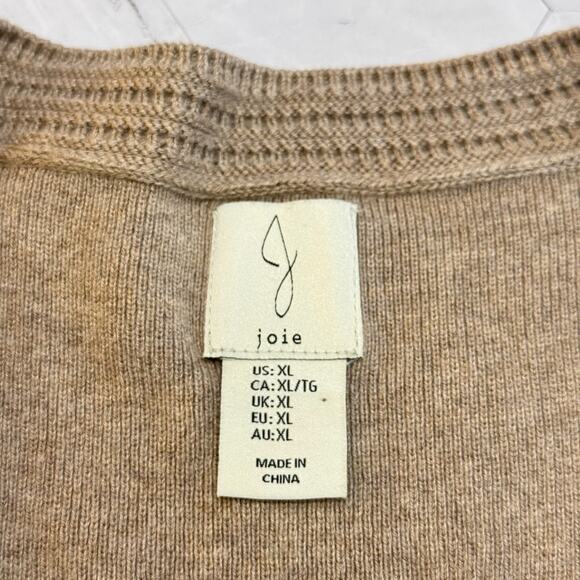 J
joie
US: XL
CA: XL/TG
UK: XL
EU: XL
AU: XL
MADE IN
CHINA